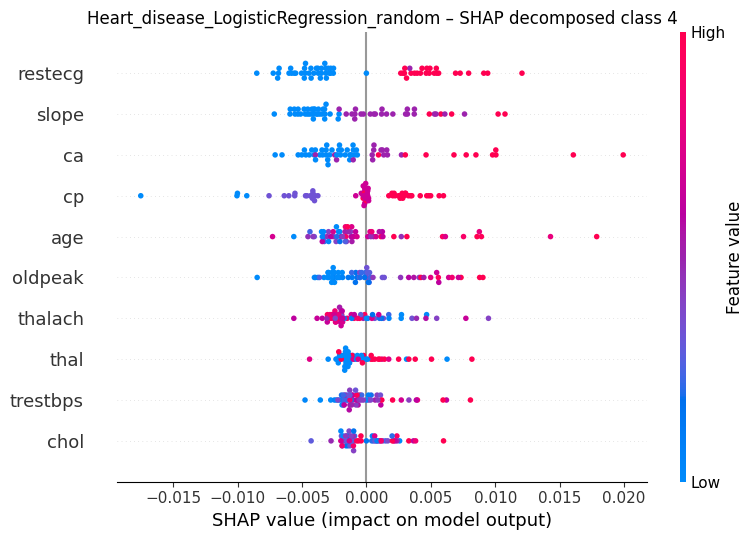 Heart_disease_LogisticRegression_random – SHAP decomposed class 4
High
restecg
slope
ca
cp
age
oldpeak
thalach
thal
trestbps
chol
Feature value
Low
−0.015 −0.010 −0.005 0.000 0.005 0.010 0.015 0.020
SHAP value (impact on model output)